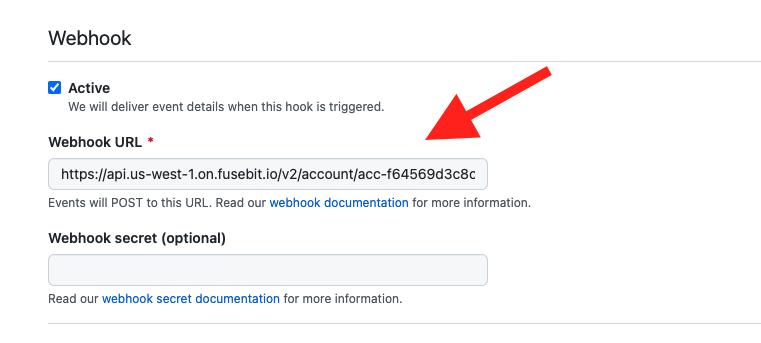 Webhook
Active
We will deliver event details when this hook is triggered.
Webhook URL *
https://api.us-west-1.on.fusebit.io/v2/account/acc-f64569d3c8c
Events will POST to this URL. Read our webhook documentation for more information.
Webhook secret (optional)
Read our webhook secret documentation for more information.